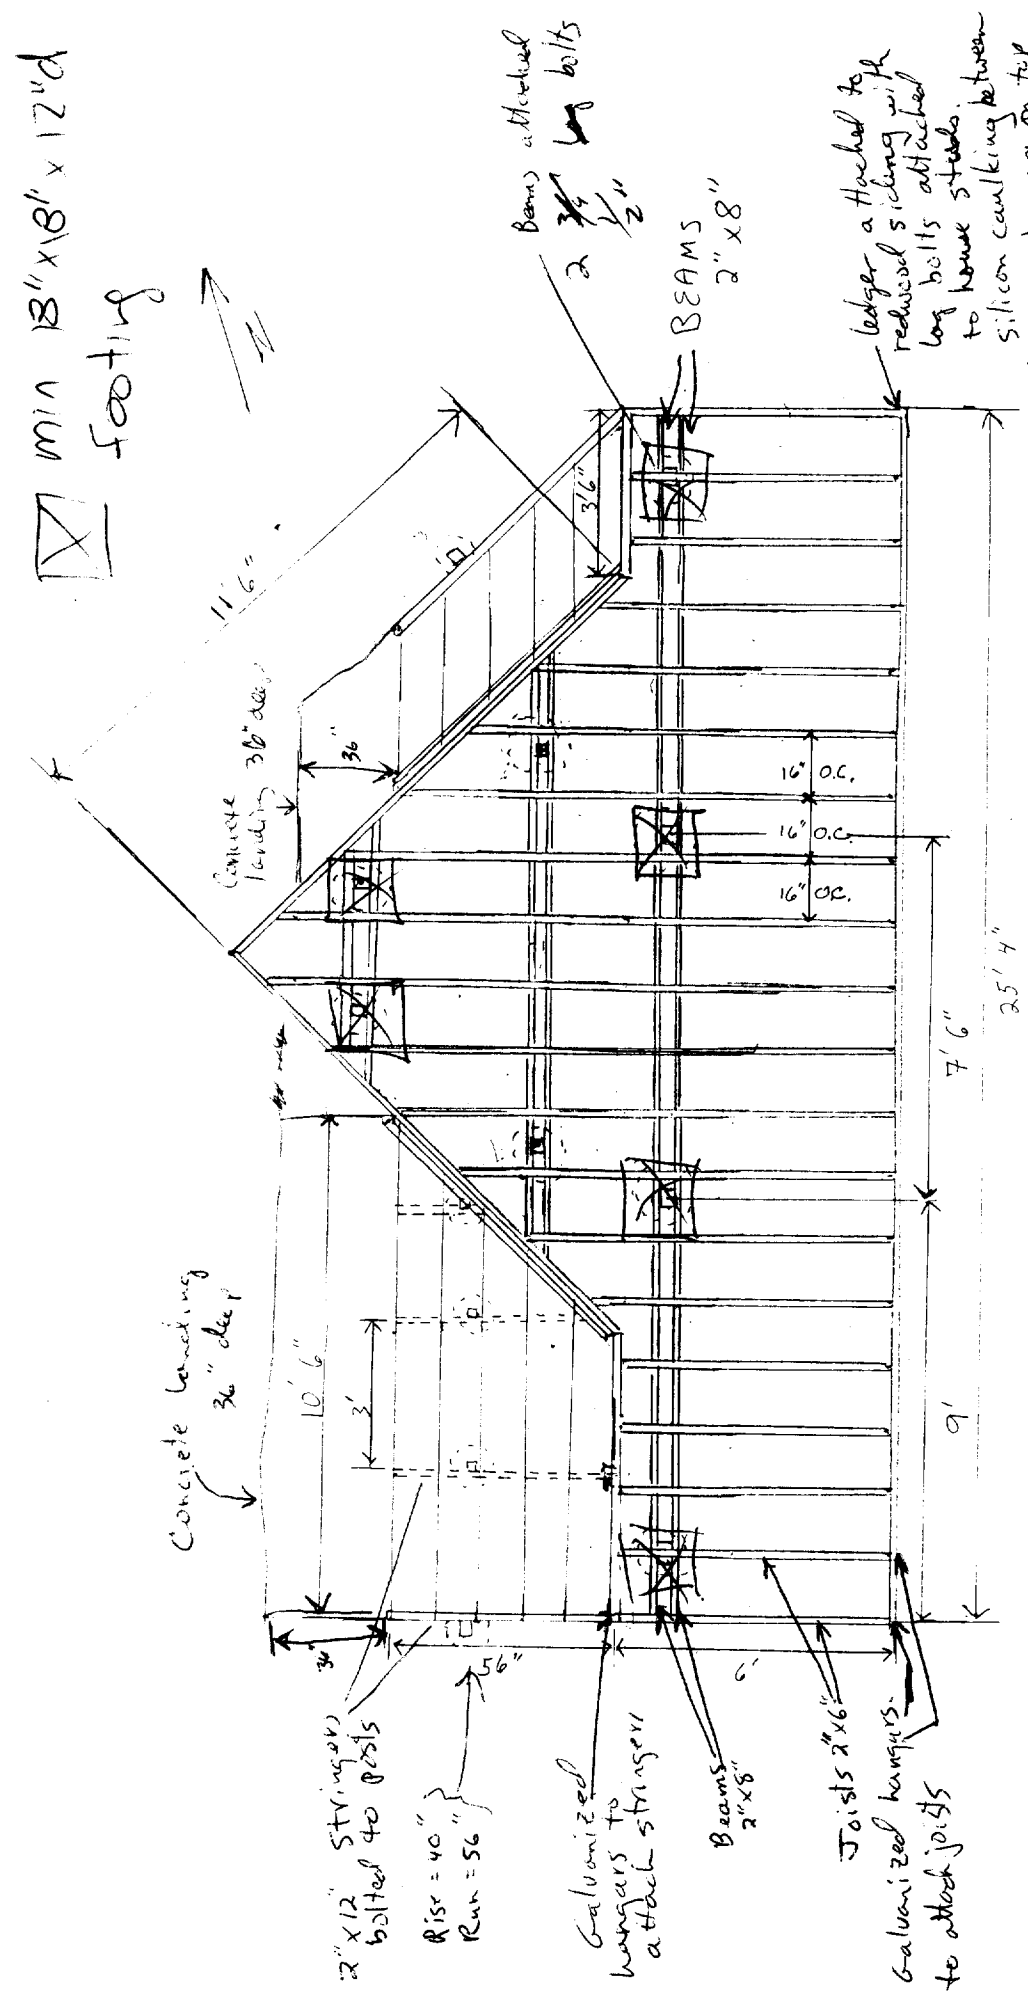 min 18"x18"x12"d
footing
N
Beams attached
2 1/2" lag bolts
BEAMS
2"x8"
ledger attached to
redwood siding with
lag bolts attached
to house studs.
silicon caulking between
on top
11'6"
3'6"
Concrete
landing 36" deep
36"
16" O.C.
16" O.C.
16" O.C.
7'6"
25'4"
9'
Concrete Landing
36" deep
10'6"
3'
36"
56"
6'
2"x12" Stringers
bolted to posts
Rise = 40"
Run = 56"
Galvanized
hangers to
attach stringers
Beams
2"x8"
Joists 2"x6"
Galvanized hangers
to attach joists